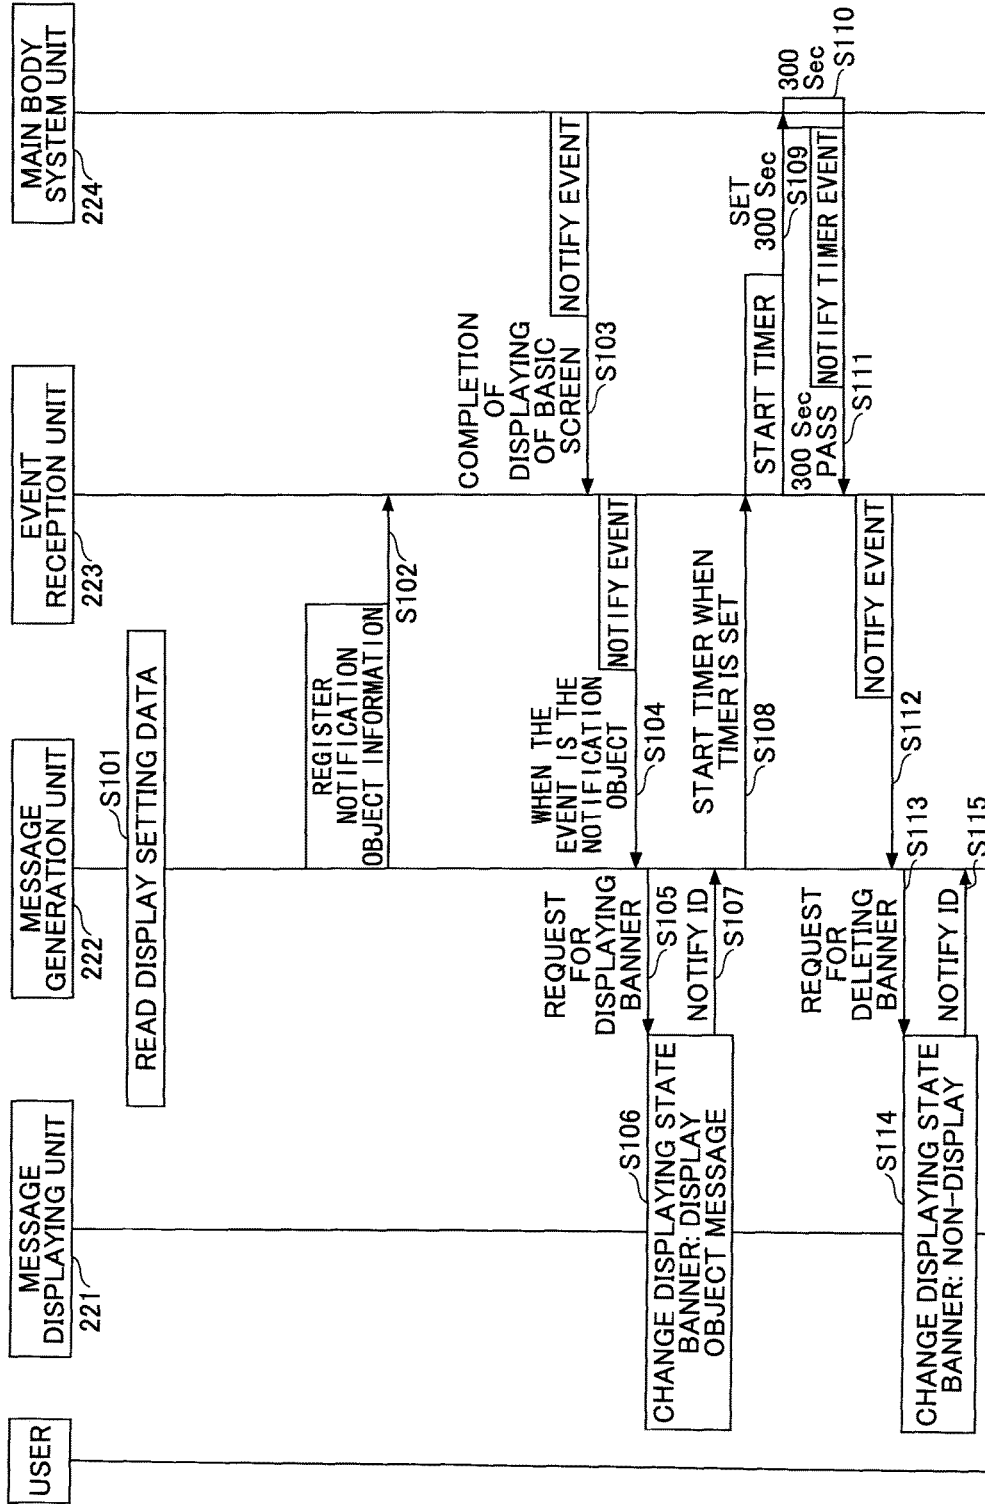 USER
MESSAGE
DISPLAYING UNIT
221
MESSAGE
GENERATION UNIT
222
EVENT
RECEPTION UNIT
223
MAIN BODY
SYSTEM UNIT
224
S101
READ DISPLAY SETTING DATA
REGISTER
NOTIFICATION
OBJECT INFORMATION
S102
COMPLETION
OF
DISPLAYING
OF BASIC
SCREEN
NOTIFY EVENT
S103
WHEN THE
EVENT IS THE
NOTIFICATION
OBJECT
NOTIFY EVENT
S104
REQUEST
FOR
DISPLAYING
BANNER
S105
S106
CHANGE DISPLAYING STATE
BANNER: DISPLAY
OBJECT MESSAGE
NOTIFY ID
S107
START TIMER WHEN
TIMER IS SET
S108
START TIMER
SET
300 Sec
S109
300
Sec
S110
300 Sec
PASS
NOTIFY TIMER EVENT
S111
NOTIFY EVENT
S112
REQUEST
FOR
DELETING
BANNER
S113
S114
CHANGE DISPLAYING STATE
BANNER: NON-DISPLAY
NOTIFY ID
S115